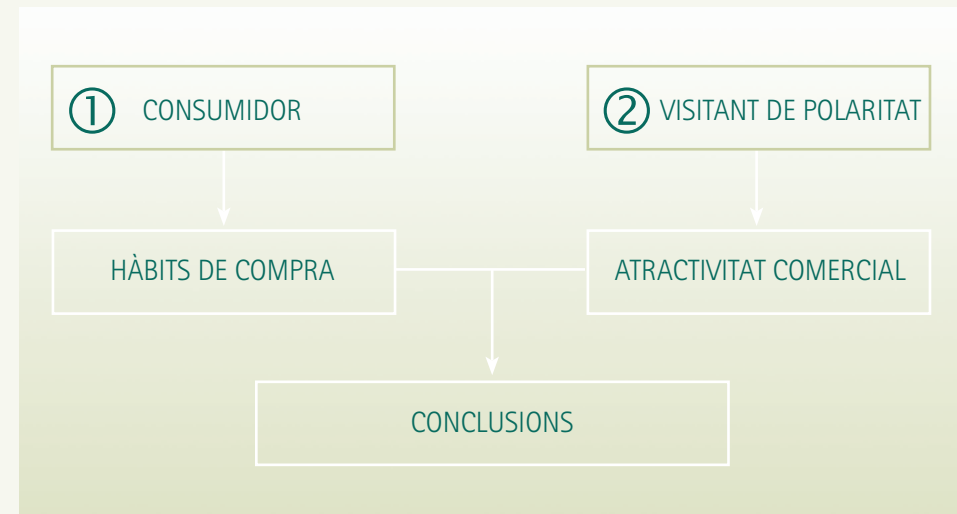 ① CONSUMIDOR
② VISITANT DE POLARITAT
HÀBITS DE COMPRA
ATRACTIVITAT COMERCIAL
CONCLUSIONS